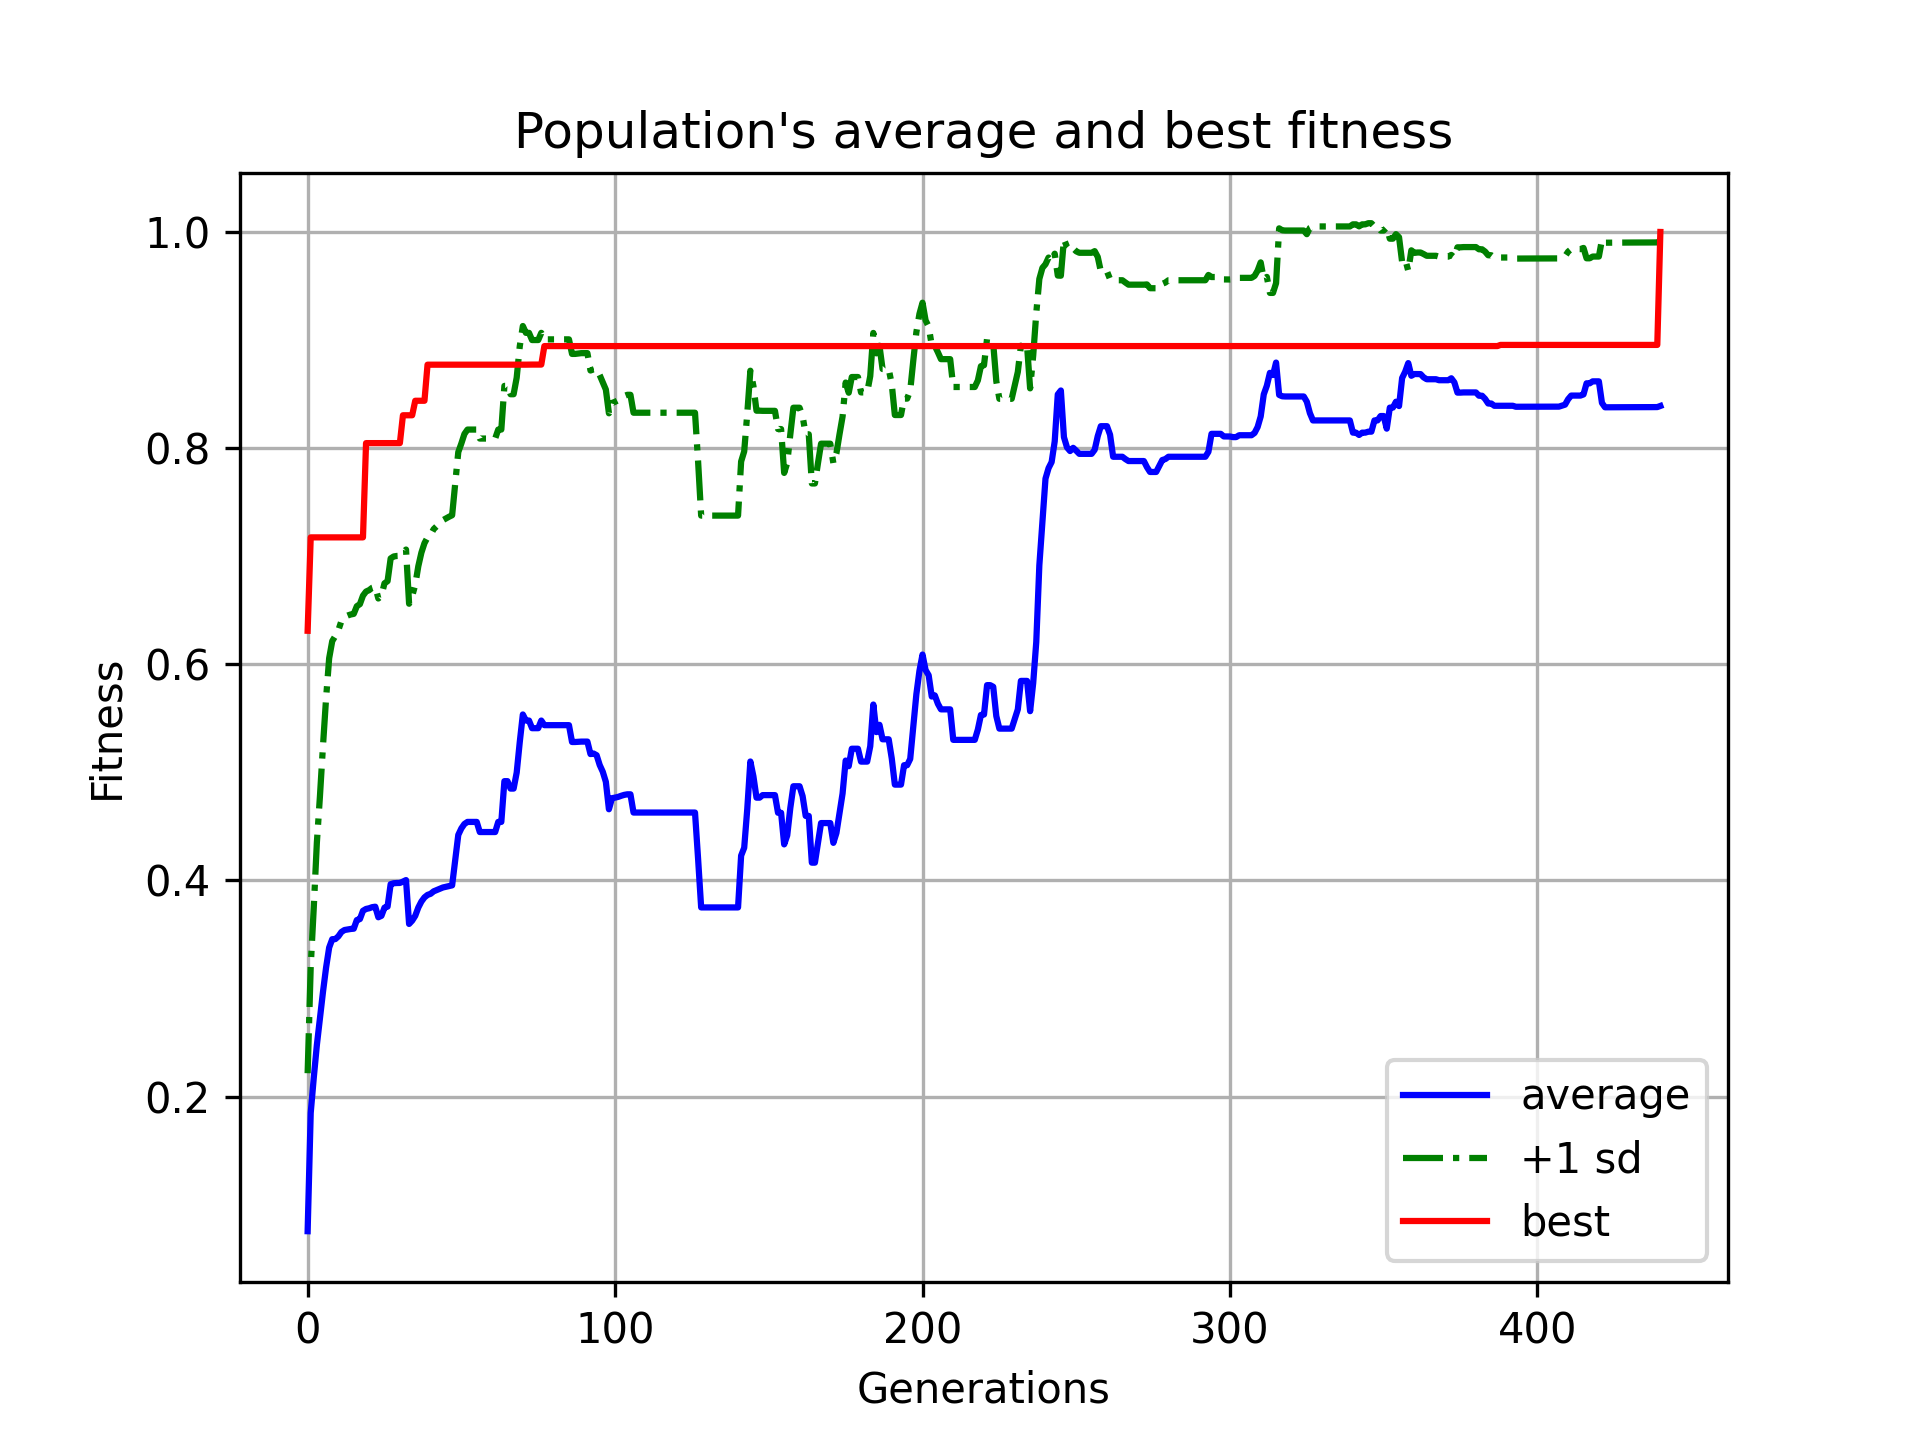 Population's average and best fitness
Fitness
1.0
0.8
0.6
0.4
0.2
0 100 200 300 400
Generations
average
+1 sd
best